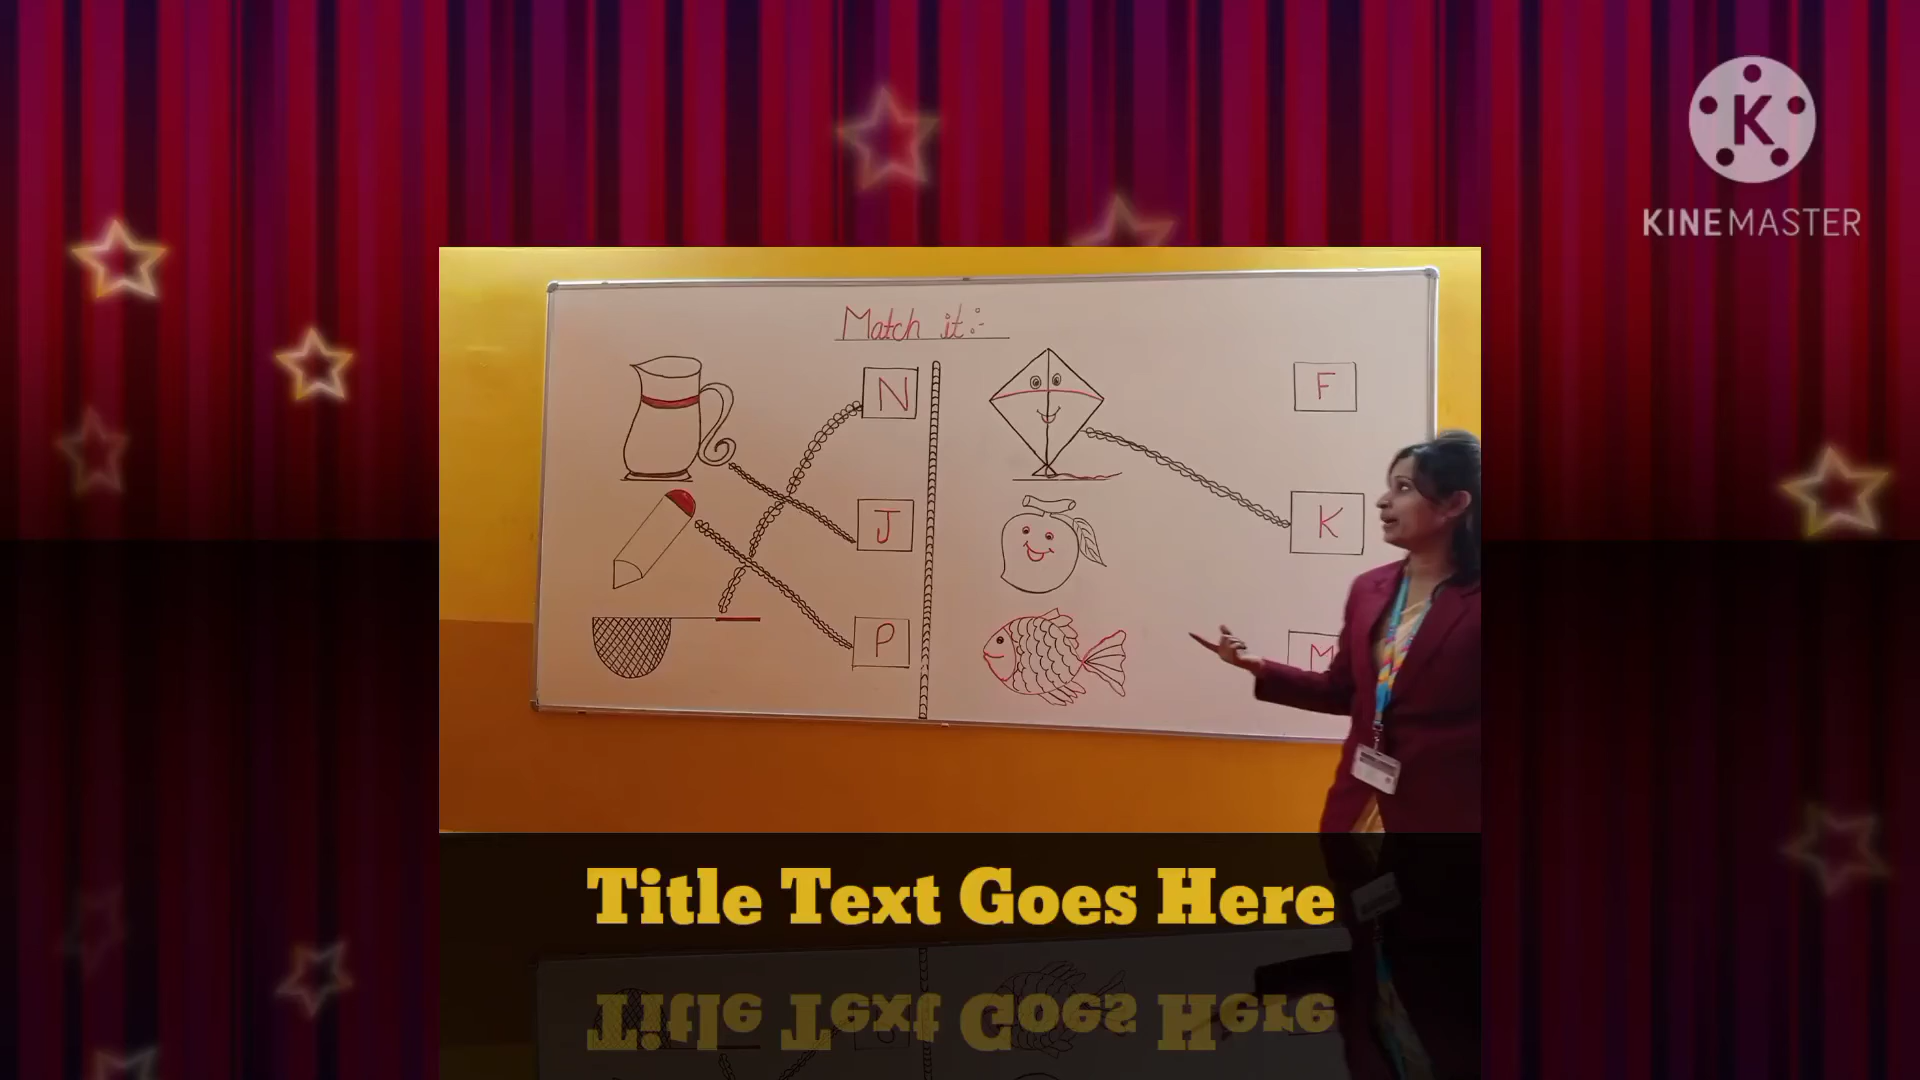 K
KINEMASTER
Match it:-
N
F
J
K
P
M
Title Text Goes Here